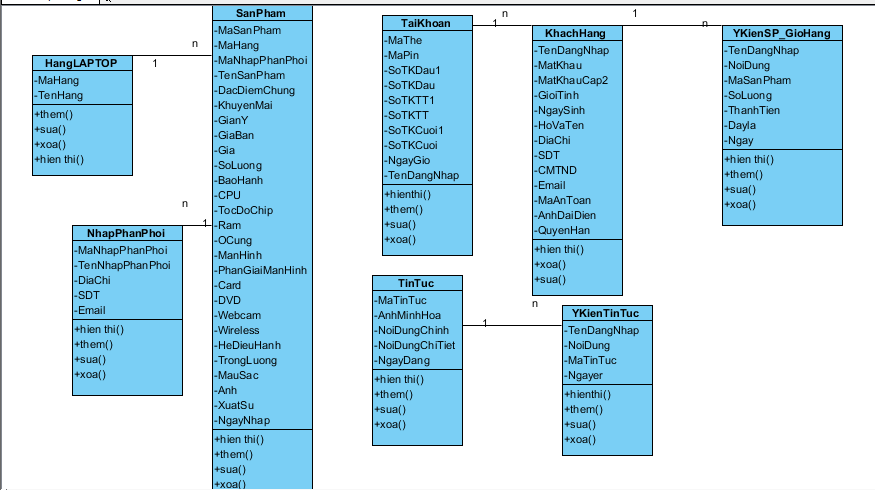 HangLAPTOP
-MaHang
-TenHang
+them()
+sua()
+xoa()
+hien thi()
n
1
NhapPhanPhoi
-MaNhapPhanPhoi
-TenNhapPhanPhoi
-DiaChi
-SDT
-Email
+hien thi()
+them()
+sua()
+xoa()
n
1
SanPham
-MaSanPham
-MaHang
-MaNhapPhanPhoi
-TenSanPham
-DacDiemChung
-KhuyenMai
-GianY
-GiaBan
-Gia
-SoLuong
-BaoHanh
-CPU
-TocDoChip
-Ram
-OCung
-ManHinh
-PhanGiaiManHinh
-Card
-DVD
-Webcam
-Wireless
-HeDieuHanh
-TrongLuong
-MauSac
-Anh
-XuatSu
-NgayNhap
+hien thi()
+them()
+sua()
+xoa()
TaiKhoan
-MaThe
-MaPin
-SoTKDau1
-SoTKDau
-SoTKTT1
-SoTKTT
-SoTKCuoi1
-SoTKCuoi
-NgayGio
-TenDangNhap
+hienthi()
+them()
+sua()
+xoa()
n
1
KhachHang
-TenDangNhap
-MatKhau
-MatKhauCap2
-GioiTinh
-NgaySinh
-HoVaTen
-DiaChi
-SDT
-CMTND
-Email
-MaAnToan
-AnhDaiDien
-QuyenHan
+hien thi()
+xoa()
+sua()
1
n
YKienSP_GioHang
-TenDangNhap
-NoiDung
-MaSanPham
-SoLuong
-ThanhTien
-Dayla
-Ngay
+hien thi()
+them()
+sua()
+xoa()
TinTuc
-MaTinTuc
-AnhMinhHoa
-NoiDungChinh
-NoiDungChiTiet
-NgayDang
+hien thi()
+them()
+sua()
+xoa()
1
n
YKienTinTuc
-TenDangNhap
-NoiDung
-MaTinTuc
-Ngayer
+hienthi()
+them()
+sua()
+xoa()